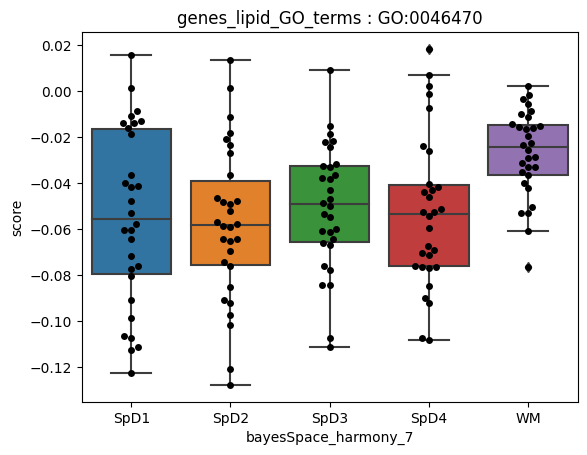 genes_lipid_GO_terms : GO:0046470
0.02
0.00
−0.02
−0.04
−0.06
−0.08
−0.10
−0.12
score
SpD1 SpD2 SpD3 SpD4 WM
bayesSpace_harmony_7